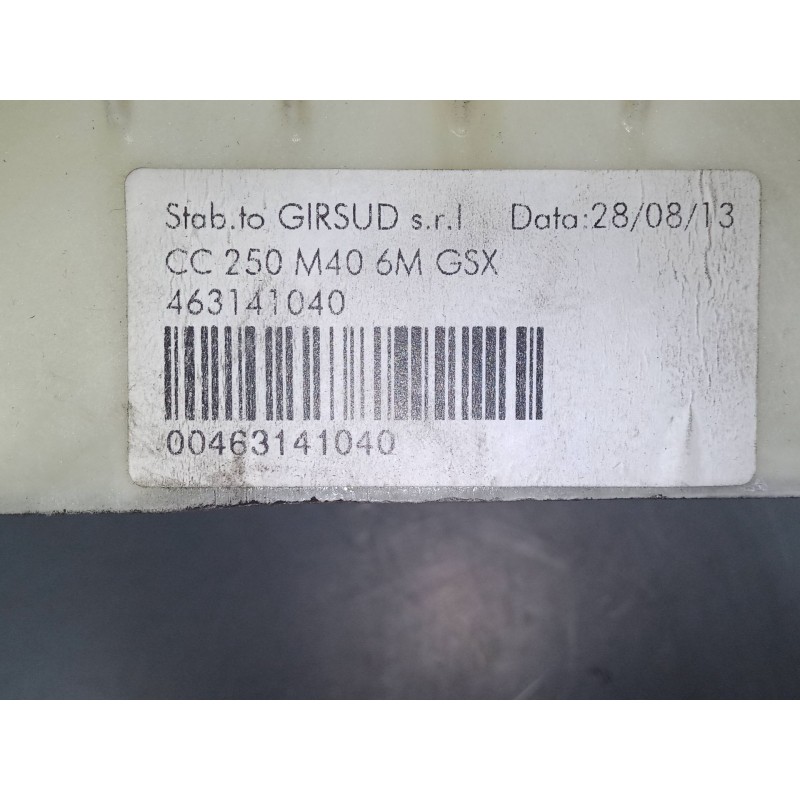 Stab.to GIRSUD s.r.l Data:28/08/13
CC 250 M40 6M GSX
463141040
00463141040